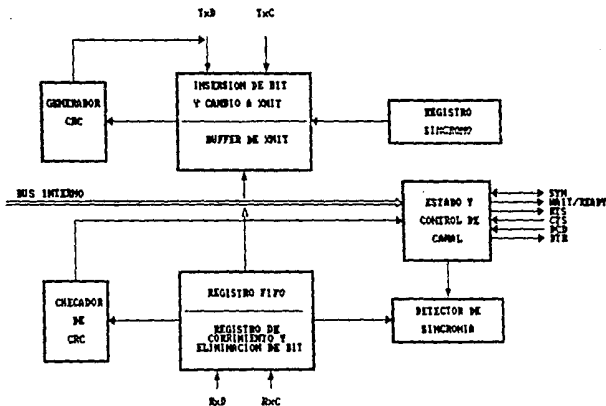 TxD TxC
INSERSION DE BIT
Y CAMBIO A XMIT
BUFFER DE XMIT
GENERADOR
CRC
REGISTRO
SINCRONO
BUS INTERNO
ESTADO Y
CONTROL DE
CANAL
SYN
WAIT/READY
RTS
CTS
DCD
DTR
CHECADOR
DE
CRC
REGISTRO FIFO
REGISTRO DE
CORRIMIENTO Y
ELIMINACION DE BIT
DETECTOR DE
SINCRONIA
RxD RxC